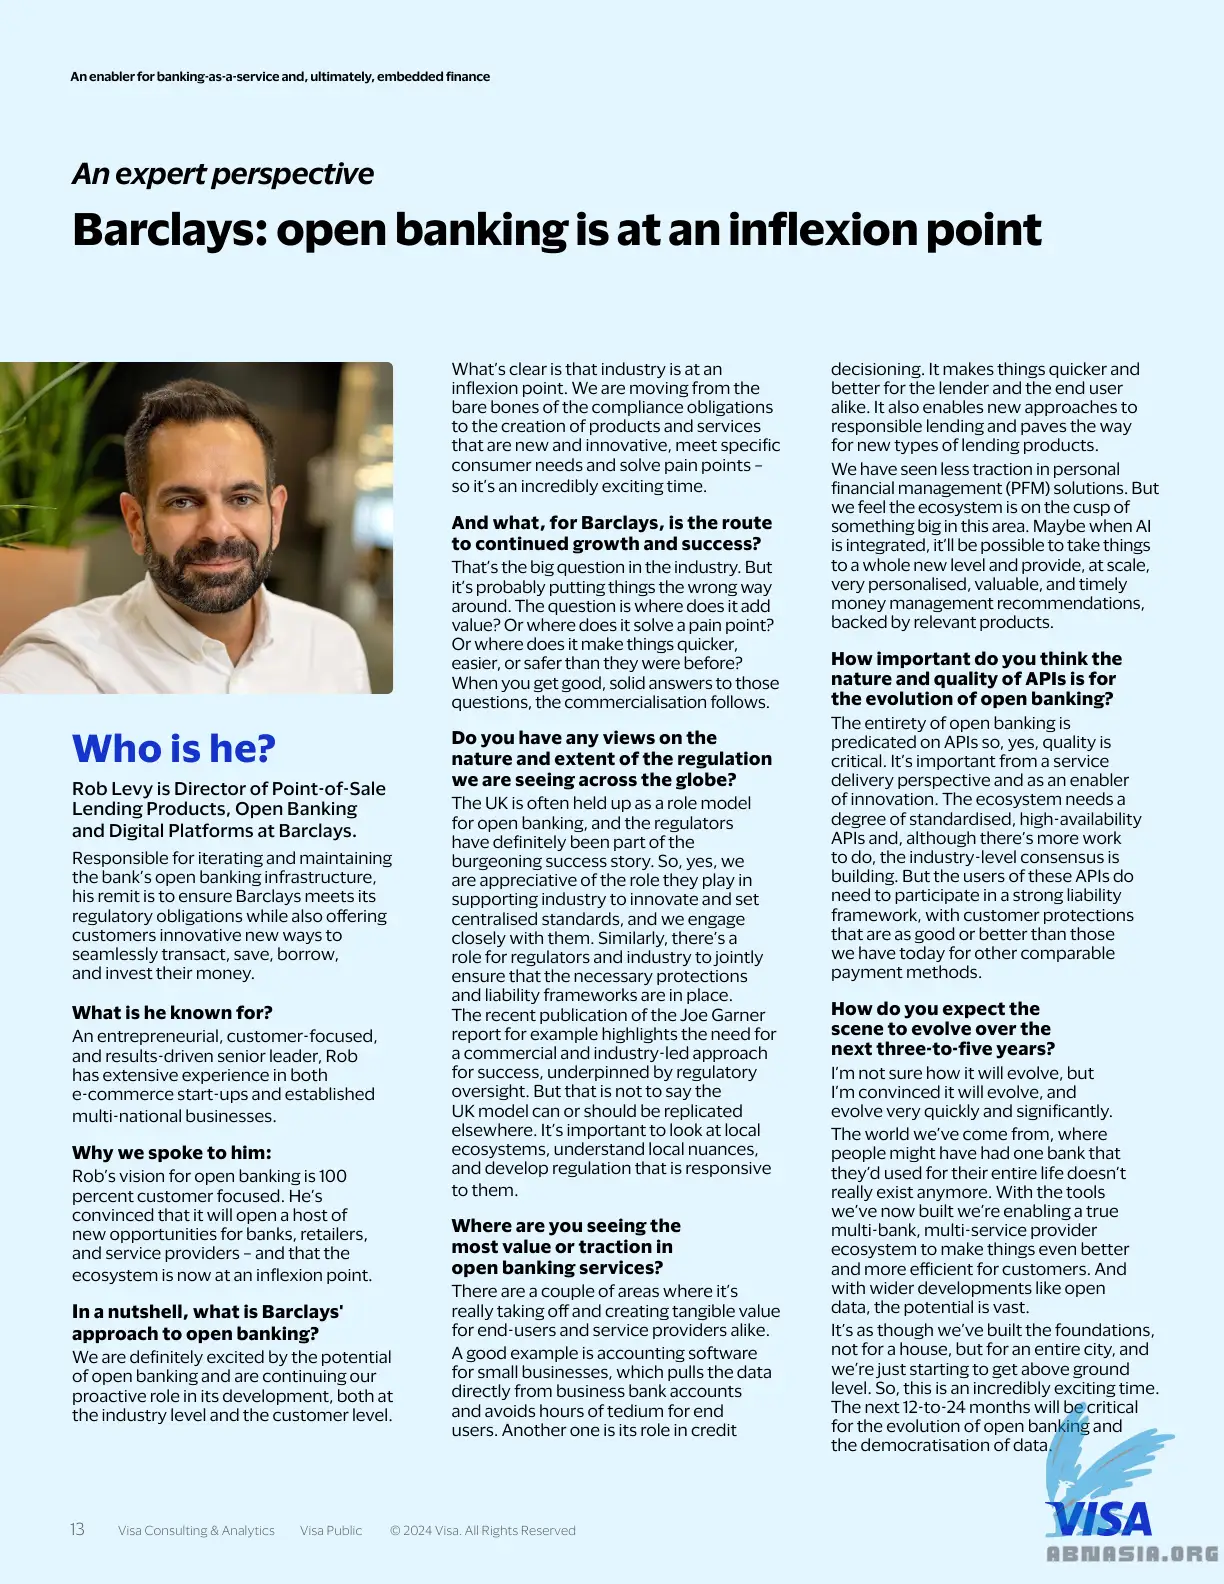 An enabler for banking-as-a-service and, ultimately, embedded finance
An expert perspective
Barclays: open banking is at an inflexion point
Who is he?
Rob Levy is Director of Point-of-Sale
Lending Products, Open Banking
and Digital Platforms at Barclays.
Responsible for iterating and maintaining
the bank's open banking infrastructure,
his remit is to ensure Barclays meets its
regulatory obligations while also offering
customers innovative new ways to
seamlessly transact, save, borrow,
and invest their money.
What is he known for?
An entrepreneurial, customer-focused,
and results-driven senior leader, Rob
has extensive experience in both
e-commerce start-ups and established
multi-national businesses.
Why we spoke to him:
Rob's vision for open banking is 100
percent customer focused. He's
convinced that it will open a host of
new opportunities for banks, retailers,
and service providers – and that the
ecosystem is now at an inflexion point.
In a nutshell, what is Barclays'
approach to open banking?
We are definitely excited by the potential
of open banking and are continuing our
proactive role in its development, both at
the industry level and the customer level.
What's clear is that industry is at an
inflexion point. We are moving from the
bare bones of the compliance obligations
to the creation of products and services
that are new and innovative, meet specific
consumer needs and solve pain points –
so it's an incredibly exciting time.
And what, for Barclays, is the route
to continued growth and success?
That's the big question in the industry. But
it's probably putting things the wrong way
around. The question is where does it add
value? Or where does it solve a pain point?
Or where does it make things quicker,
easier, or safer than they were before?
When you get good, solid answers to those
questions, the commercialisation follows.
Do you have any views on the
nature and extent of the regulation
we are seeing across the globe?
The UK is often held up as a role model
for open banking, and the regulators
have definitely been part of the
burgeoning success story. So, yes, we
are appreciative of the role they play in
supporting industry to innovate and set
centralised standards, and we engage
closely with them. Similarly, there's a
role for regulators and industry to jointly
ensure that the necessary protections
and liability frameworks are in place.
The recent publication of the Joe Garner
report for example highlights the need for
a commercial and industry-led approach
for success, underpinned by regulatory
oversight. But that is not to say the
UK model can or should be replicated
elsewhere. It's important to look at local
ecosystems, understand local nuances,
and develop regulation that is responsive
to them.
Where are you seeing the
most value or traction in
open banking services?
There are a couple of areas where it's
really taking off and creating tangible value
for end-users and service providers alike.
A good example is accounting software
for small businesses, which pulls the data
directly from business bank accounts
and avoids hours of tedium for end
users. Another one is its role in credit
decisioning. It makes things quicker and
better for the lender and the end user
alike. It also enables new approaches to
responsible lending and paves the way
for new types of lending products.
We have seen less traction in personal
financial management (PFM) solutions. But
we feel the ecosystem is on the cusp of
something big in this area. Maybe when AI
is integrated, it'll be possible to take things
to a whole new level and provide, at scale,
very personalised, valuable, and timely
money management recommendations,
backed by relevant products.
How important do you think the
nature and quality of APIs is for
the evolution of open banking?
The entirety of open banking is
predicated on APIs so, yes, quality is
critical. It's important from a service
delivery perspective and as an enabler
of innovation. The ecosystem needs a
degree of standardised, high-availability
APIs and, although there's more work
to do, the industry-level consensus is
building. But the users of these APIs do
need to participate in a strong liability
framework, with customer protections
that are as good or better than those
we have today for other comparable
payment methods.
How do you expect the
scene to evolve over the
next three-to-five years?
I'm not sure how it will evolve, but
I'm convinced it will evolve, and
evolve very quickly and significantly.
The world we've come from, where
people might have had one bank that
they'd used for their entire life doesn't
really exist anymore. With the tools
we've now built we're enabling a true
multi-bank, multi-service provider
ecosystem to make things even better
and more efficient for customers. And
with wider developments like open
data, the potential is vast.
It's as though we've built the foundations,
not for a house, but for an entire city, and
we're just starting to get above ground
level. So, this is an incredibly exciting time.
The next 12-to-24 months will be critical
for the evolution of open banking and
the democratisation of data.
13 Visa Consulting & Analytics Visa Public © 2024 Visa. All Rights Reserved
VISA
ABNASIA.ORG